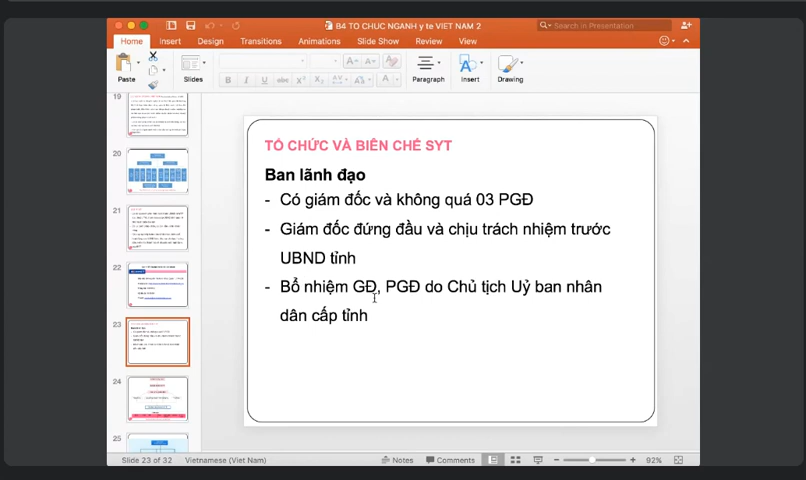 B4 TO CHUC NGANH y te VIET NAM 2
Search in Presentation
Home Insert Design Transitions Animations Slide Show Review View
Paste Slides Paragraph Insert Drawing
19
20
21
22
23
24
25
TỔ CHỨC VÀ BIÊN CHẾ SYT
Ban lãnh đạo
- Có giám đốc và không quá 03 PGĐ
- Giám đốc đứng đầu và chịu trách nhiệm trước
UBND tỉnh
- Bổ nhiệm GĐ, PGĐ do Chủ tịch Uỷ ban nhân
dân cấp tỉnh
Slide 23 of 32 Vietnamese (Viet Nam) Notes Comments 92%